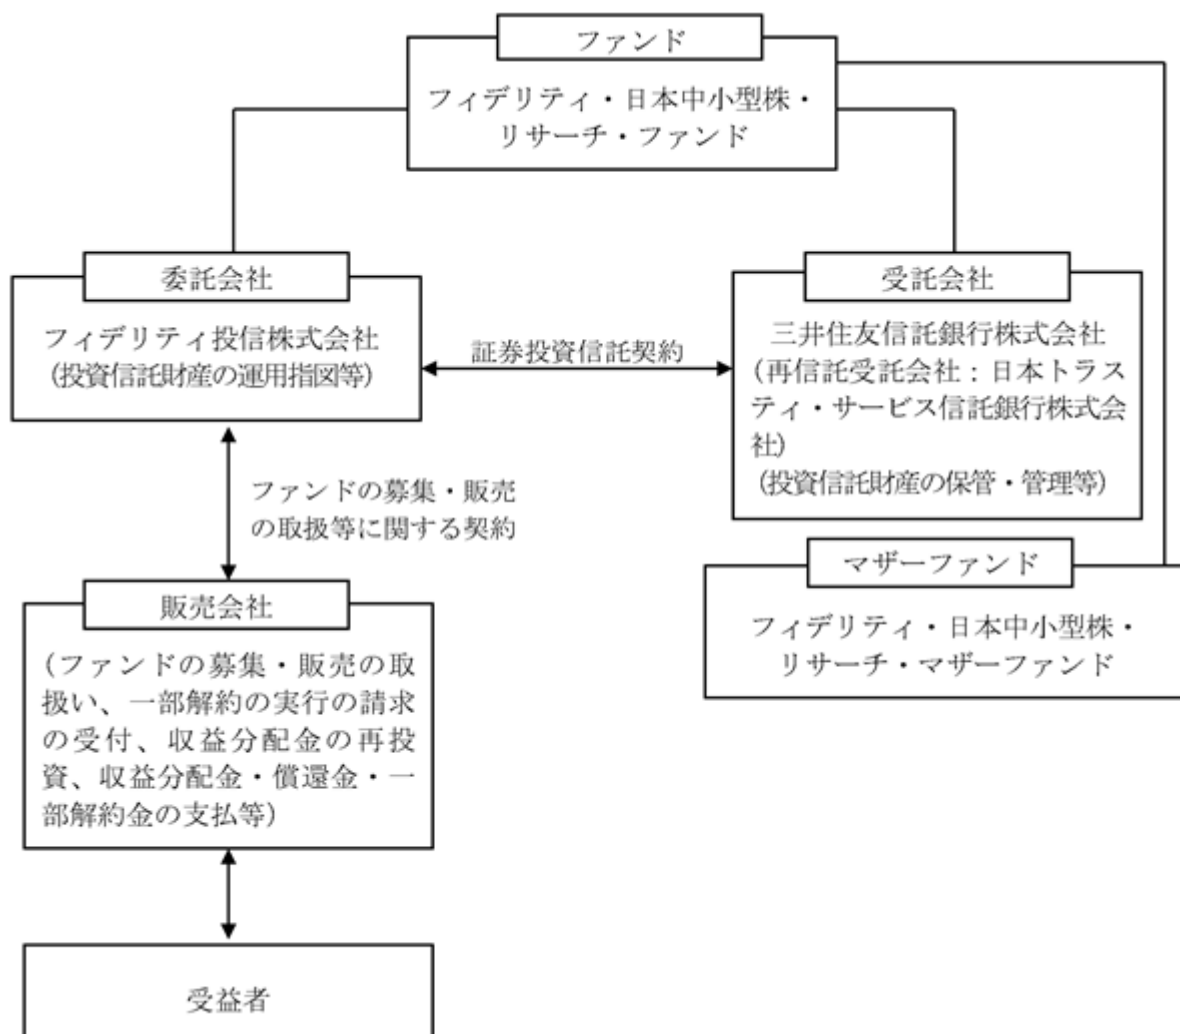 ファンド
フィデリティ・日本中小型株・
リサーチ・ファンド
委託会社
フィデリティ投信株式会社
(投資信託財産の運用指図等)
証券投資信託契約
受託会社
三井住友信託銀行株式会社
(再信託受託会社:日本トラス
ティ・サービス信託銀行株式会
社)
(投資信託財産の保管・管理等)
ファンドの募集・販売
の取扱等に関する契約
マザーファンド
フィデリティ・日本中小型株・
リサーチ・マザーファンド
販売会社
(ファンドの募集・販売の取
扱い、一部解約の実行の請求
の受付、収益分配金の再投
資、収益分配金・償還金・一
部解約金の支払等)
受益者